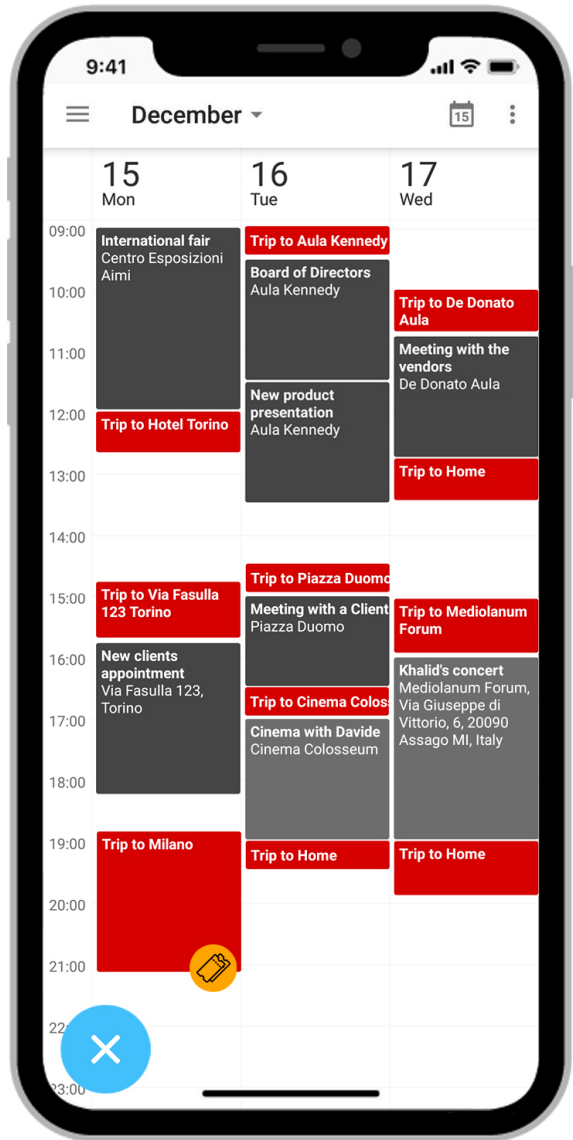 9:41
December
15
15
Mon
16
Tue
17
Wed
09:00
10:00
11:00
12:00
13:00
14:00
15:00
16:00
17:00
18:00
19:00
20:00
21:00
22:
23:00
International fair
Centro Esposizioni
Aimi
Trip to Hotel Torino
Trip to Via Fasulla
123 Torino
New clients
appointment
Via Fasulla 123,
Torino
Trip to Milano
Trip to Aula Kennedy
Board of Directors
Aula Kennedy
New product
presentation
Aula Kennedy
Trip to Piazza Duomo
Meeting with a Client
Piazza Duomo
Trip to Cinema Colos
Cinema with Davide
Cinema Colosseum
Trip to Home
Trip to De Donato
Aula
Meeting with the
vendors
De Donato Aula
Trip to Home
Trip to Mediolanum
Forum
Khalid's concert
Mediolanum Forum,
Via Giuseppe di
Vittorio, 6, 20090
Assago MI, Italy
Trip to Home